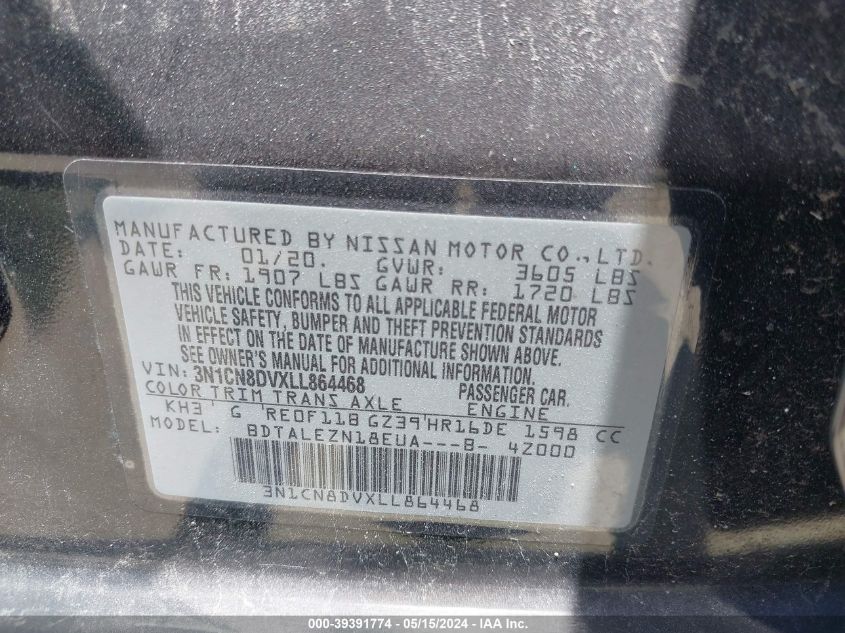 MANUFACTURED BY NISSAN MOTOR CO., LTD.
DATE: 01/20. GVWR: 3605 LBS
GAWR FR: 1907 LBS GAWR RR: 1720 LBS
THIS VEHICLE CONFORMS TO ALL APPLICABLE FEDERAL MOTOR
VEHICLE SAFETY, BUMPER AND THEFT PREVENTION STANDARDS
IN EFFECT ON THE DATE OF MANUFACTURE SHOWN ABOVE.
SEE OWNER'S MANUAL FOR ADDITIONAL INFORMATION.
VIN: 3N1CN8DVXLL864468 PASSENGER CAR.
COLOR TRIM TRANS AXLE ENGINE
KH3 G RE0F11B GZ39 HR16DE 1598 CC
MODEL: BDTALEZN18EUA---B- 4Z000
3N1CN8DVXLL864468
000-39391774 — 05/15/2024 — IAA Inc.